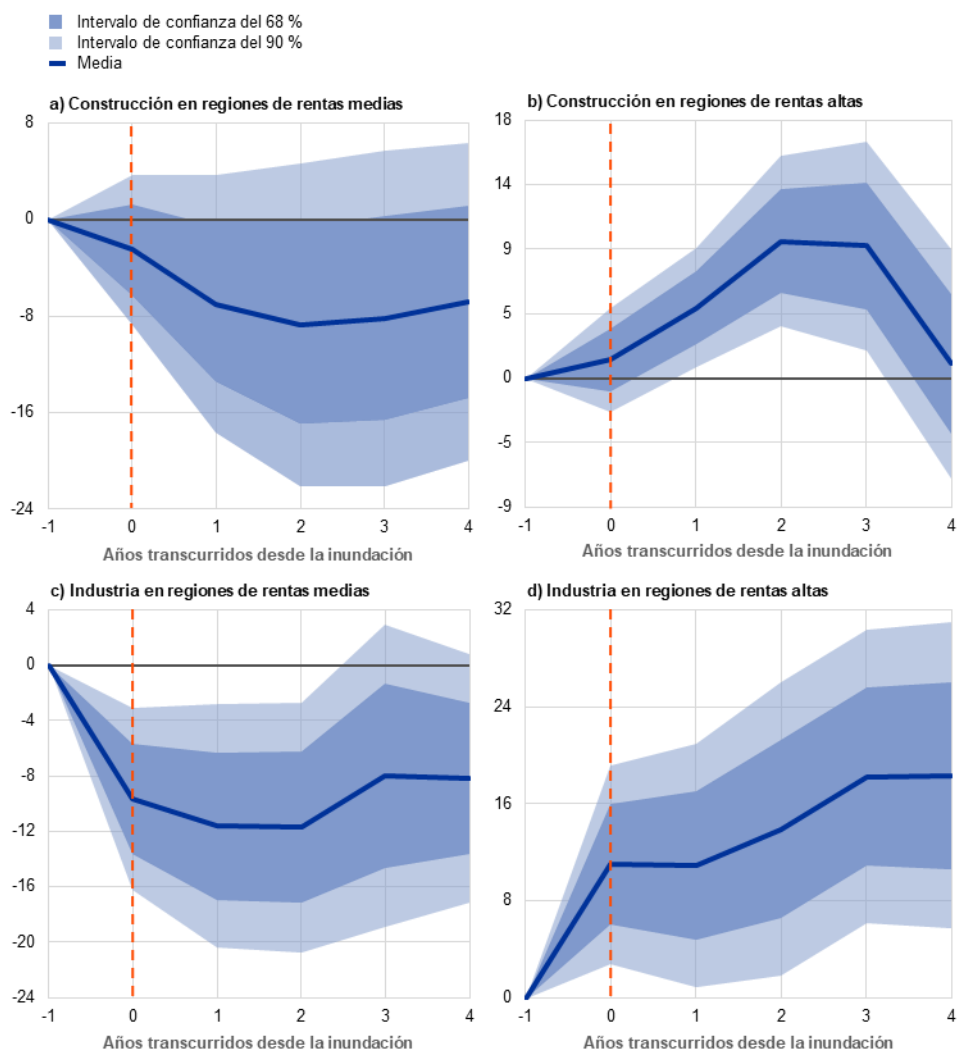 Intervalo de confianza del 68 %
Intervalo de confianza del 90 %
Media
a) Construcción en regiones de rentas medias
8
0
-8
-16
-24
-1 0 1 2 3 4
Años transcurridos desde la inundación
b) Construcción en regiones de rentas altas
18
14
9
5
0
-5
-9
-1 0 1 2 3 4
Años transcurridos desde la inundación
c) Industria en regiones de rentas medias
4
0
-4
-8
-12
-16
-20
-24
-1 0 1 2 3 4
Años transcurridos desde la inundación
d) Industria en regiones de rentas altas
32
24
16
8
0
-1 0 1 2 3 4
Años transcurridos desde la inundación